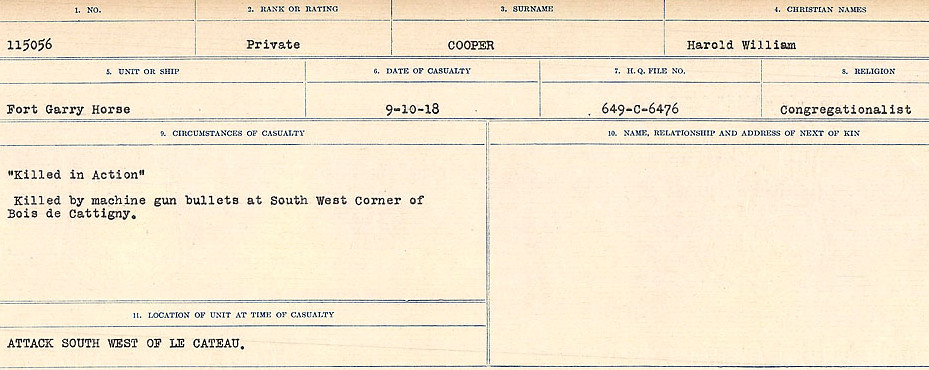 1. NO.
2. RANK OR RATING
3. SURNAME
4. CHRISTIAN NAMES
115056
Private
COOPER
Harold William
5. UNIT OR SHIP
6. DATE OF CASUALTY
7. H. Q. FILE NO.
8. RELIGION
Fort Garry Horse
9-10-18
649-C-6476
Congregationalist
9. CIRCUMSTANCES OF CASUALTY
10. NAME, RELATIONSHIP AND ADDRESS OF NEXT OF KIN
"Killed in Action"
Killed by machine gun bullets at South West Corner of
Bois de Cattigny.
11. LOCATION OF UNIT AT TIME OF CASUALTY
ATTACK SOUTH WEST OF LE CATEAU.